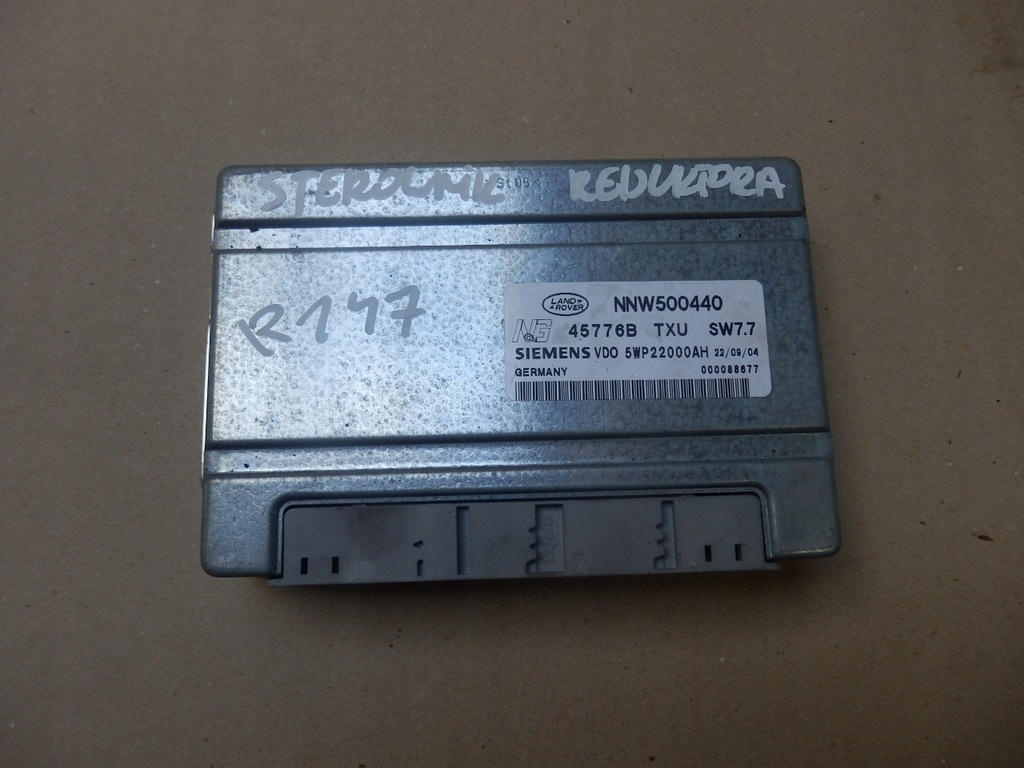 STEROWNIK REDUKTORA
R147
LAND ROVER NNW500440
45776B TXU SW7.7
SIEMENS VDO 5WP22000AH 22/09/04
GERMANY 000088677